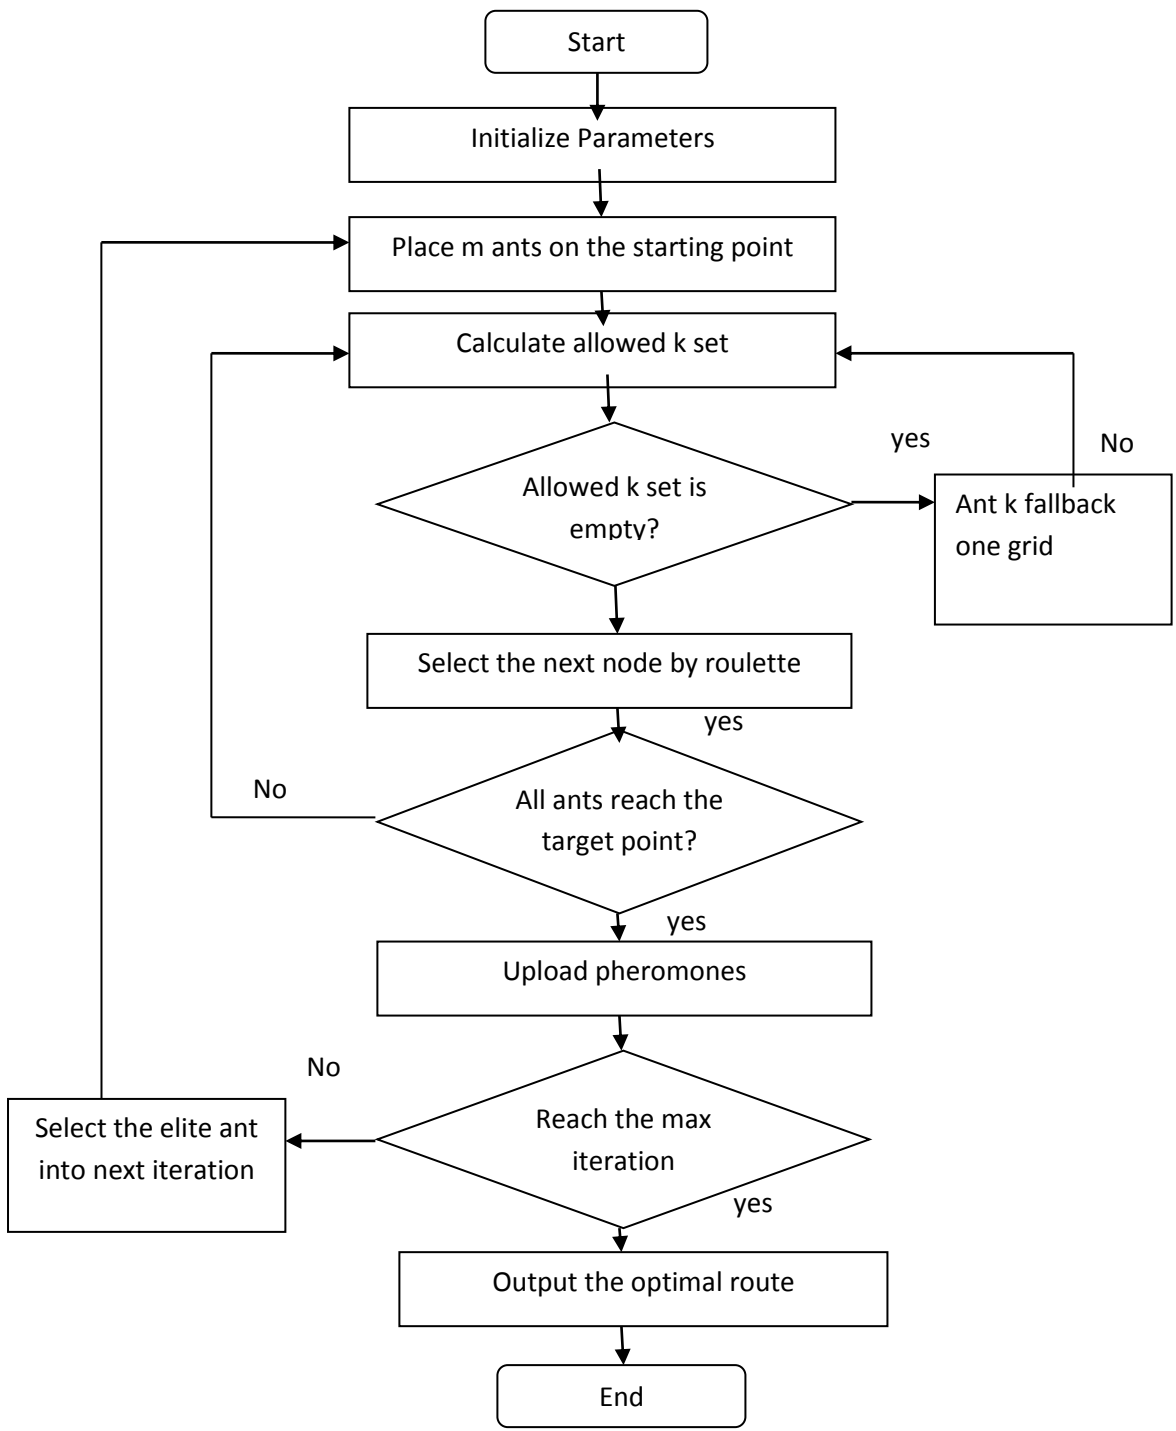 Start
Initialize Parameters
Place m ants on the starting point
Calculate allowed k set
yes
No
Allowed k set is
empty?
Ant k fallback
one grid
Select the next node by roulette
yes
No
All ants reach the
target point?
yes
Upload pheromones
No
Select the elite ant
into next iteration
Reach the max
iteration
yes
Output the optimal route
End